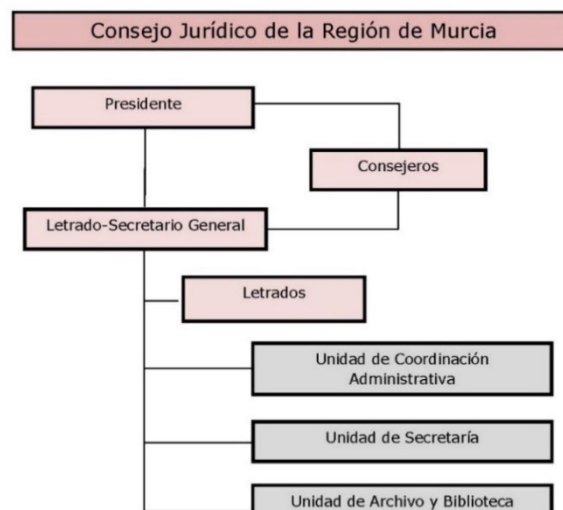 Consejo Jurídico de la Región de Murcia
Presidente
Consejeros
Letrado-Secretario General
Letrados
Unidad de Coordinación
Administrativa
Unidad de Secretaría
Unidad de Archivo y Biblioteca